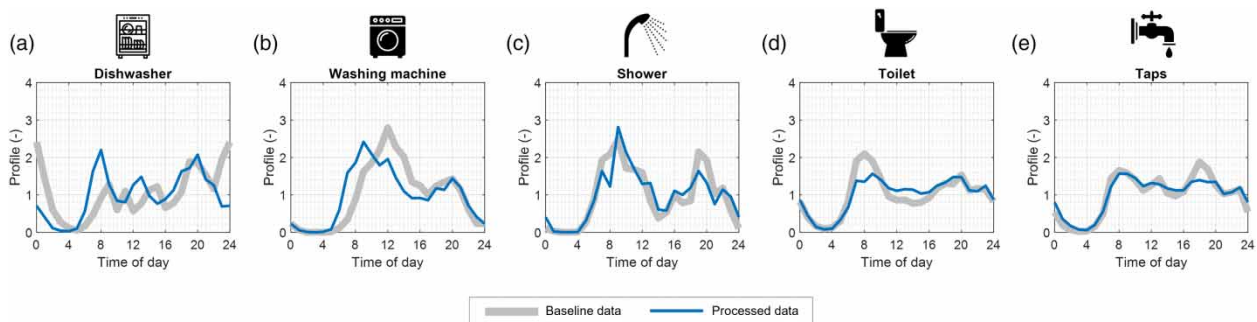 (a) (b) (c) (d) (e)
Dishwasher Washing machine Shower Toilet Taps
4 4 4 4 4
3 3 3 3 3
2 2 2 2 2
1 1 1 1 1
0 0 0 0 0
Profile (-) Profile (-) Profile (-) Profile (-) Profile (-)
0 4 8 12 16 20 24 0 4 8 12 16 20 24 0 4 8 12 16 20 24 0 4 8 12 16 20 24 0 4 8 12 16 20 24
Time of day Time of day Time of day Time of day Time of day
Baseline data Processed data